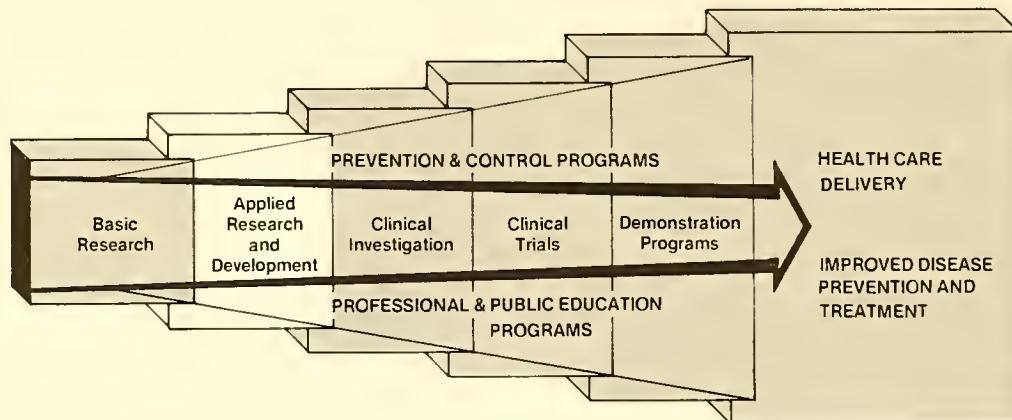 PREVENTION & CONTROL PROGRAMS
Basic
Research
Applied
Research
and
Development
Clinical
Investigation
Clinical
Trials
Demonstration
Programs
PROFESSIONAL & PUBLIC EDUCATION
PROGRAMS
HEALTH CARE
DELIVERY
IMPROVED DISEASE
PREVENTION AND
TREATMENT